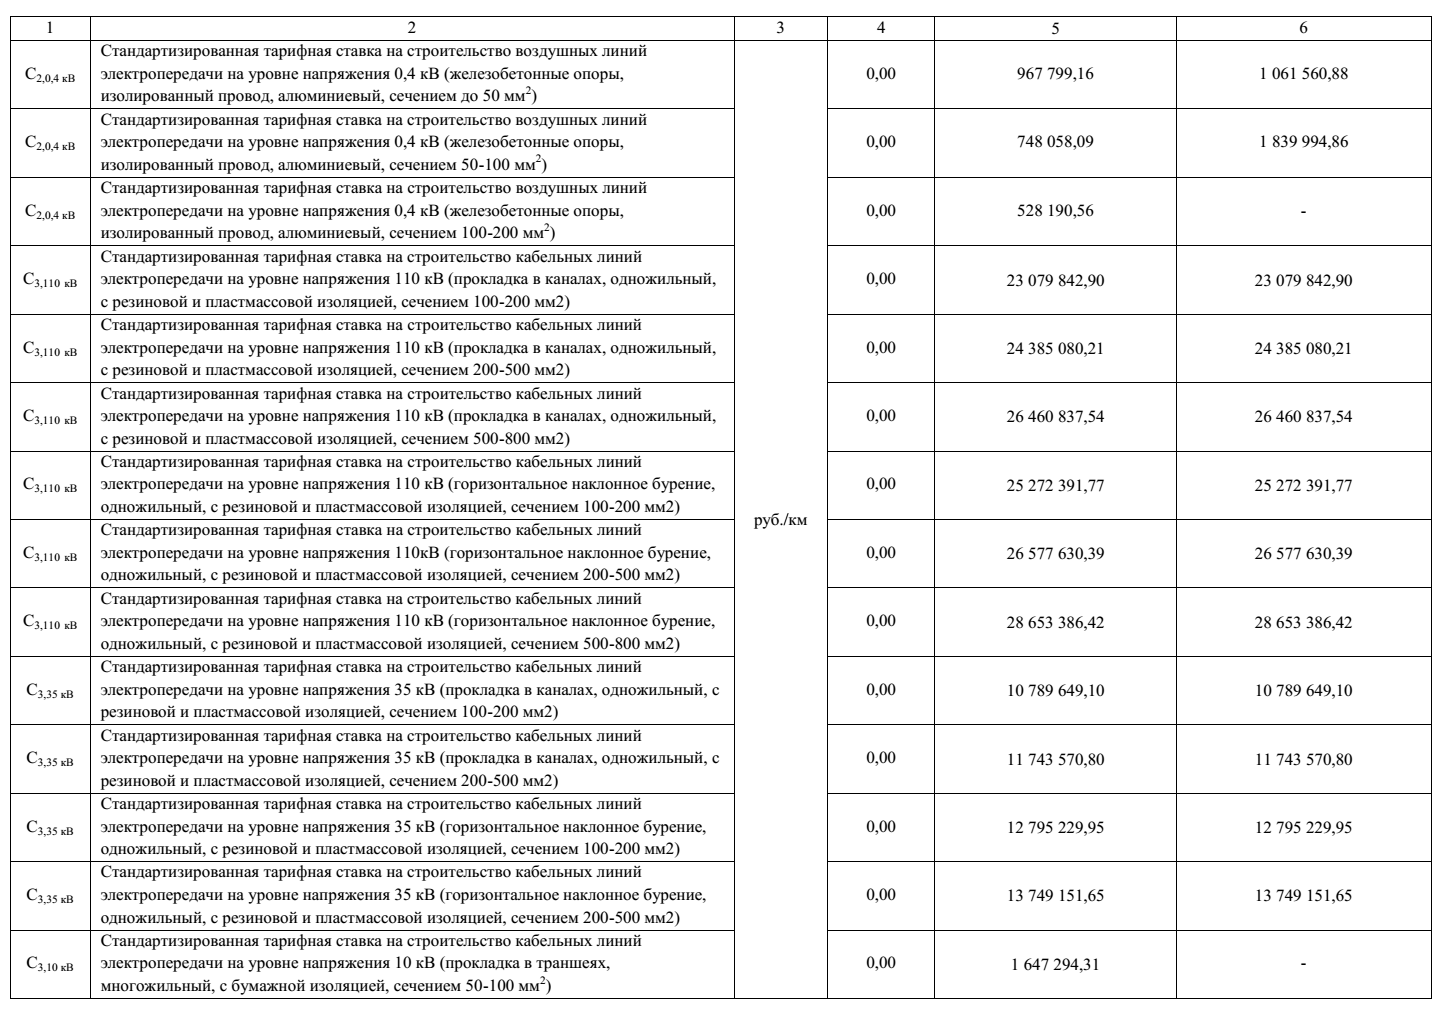 1 2 3 4 5 6
Стандартизированная тарифная ставка на строительство воздушных линий
электропередачи на уровне напряжения 0,4 кВ (железобетонные опоры,
изолированный провод, алюминиевый, сечением до 50 мм2)
С2,0,4 кВ 0,00 967 799,16 1 061 560,88
Стандартизированная тарифная ставка на строительство воздушных линий
электропередачи на уровне напряжения 0,4 кВ (железобетонные опоры,
изолированный провод, алюминиевый, сечением 50-100 мм2)
С2,0,4 кВ 0,00 748 058,09 1 839 994,86
Стандартизированная тарифная ставка на строительство воздушных линий
электропередачи на уровне напряжения 0,4 кВ (железобетонные опоры,
изолированный провод, алюминиевый, сечением 100-200 мм2)
С2,0,4 кВ 0,00 528 190,56 -
Стандартизированная тарифная ставка на строительство кабельных линий
электропередачи на уровне напряжения 110 кВ (прокладка в каналах, одножильный,
с резиновой и пластмассовой изоляцией, сечением 100-200 мм2)
С3,110 кВ 0,00 23 079 842,90 23 079 842,90
Стандартизированная тарифная ставка на строительство кабельных линий
электропередачи на уровне напряжения 110 кВ (прокладка в каналах, одножильный,
с резиновой и пластмассовой изоляцией, сечением 200-500 мм2)
С3,110 кВ 0,00 24 385 080,21 24 385 080,21
Стандартизированная тарифная ставка на строительство кабельных линий
электропередачи на уровне напряжения 110 кВ (прокладка в каналах, одножильный,
с резиновой и пластмассовой изоляцией, сечением 500-800 мм2)
С3,110 кВ 0,00 26 460 837,54 26 460 837,54
Стандартизированная тарифная ставка на строительство кабельных линий
электропередачи на уровне напряжения 110 кВ (горизонтальное наклонное бурение,
одножильный, с резиновой и пластмассовой изоляцией, сечением 100-200 мм2)
С3,110 кВ 0,00 25 272 391,77 25 272 391,77
руб./км
Стандартизированная тарифная ставка на строительство кабельных линий
электропередачи на уровне напряжения 110кВ (горизонтальное наклонное бурение,
одножильный, с резиновой и пластмассовой изоляцией, сечением 200-500 мм2)
С3,110 кВ 0,00 26 577 630,39 26 577 630,39
Стандартизированная тарифная ставка на строительство кабельных линий
электропередачи на уровне напряжения 110 кВ (горизонтальное наклонное бурение,
одножильный, с резиновой и пластмассовой изоляцией, сечением 500-800 мм2)
С3,110 кВ 0,00 28 653 386,42 28 653 386,42
Стандартизированная тарифная ставка на строительство кабельных линий
электропередачи на уровне напряжения 35 кВ (прокладка в каналах, одножильный, с
резиновой и пластмассовой изоляцией, сечением 100-200 мм2)
С3,35 кВ 0,00 10 789 649,10 10 789 649,10
Стандартизированная тарифная ставка на строительство кабельных линий
электропередачи на уровне напряжения 35 кВ (прокладка в каналах, одножильный, с
резиновой и пластмассовой изоляцией, сечением 200-500 мм2)
С3,35 кВ 0,00 11 743 570,80 11 743 570,80
Стандартизированная тарифная ставка на строительство кабельных линий
электропередачи на уровне напряжения 35 кВ (горизонтальное наклонное бурение,
одножильный, с резиновой и пластмассовой изоляцией, сечением 100-200 мм2)
С3,35 кВ 0,00 12 795 229,95 12 795 229,95
Стандартизированная тарифная ставка на строительство кабельных линий
электропередачи на уровне напряжения 35 кВ (горизонтальное наклонное бурение,
одножильный, с резиновой и пластмассовой изоляцией, сечением 200-500 мм2)
С3,35 кВ 0,00 13 749 151,65 13 749 151,65
Стандартизированная тарифная ставка на строительство кабельных линий
электропередачи на уровне напряжения 10 кВ (прокладка в траншеях,
многожильный, с бумажной изоляцией, сечением 50-100 мм2)
С3,10 кВ 0,00 1 647 294,31 -